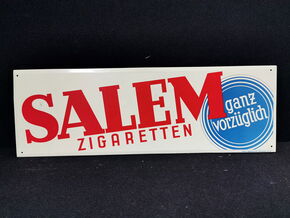 SALEM
ZIGARETTEN
ganz
vorzüglich